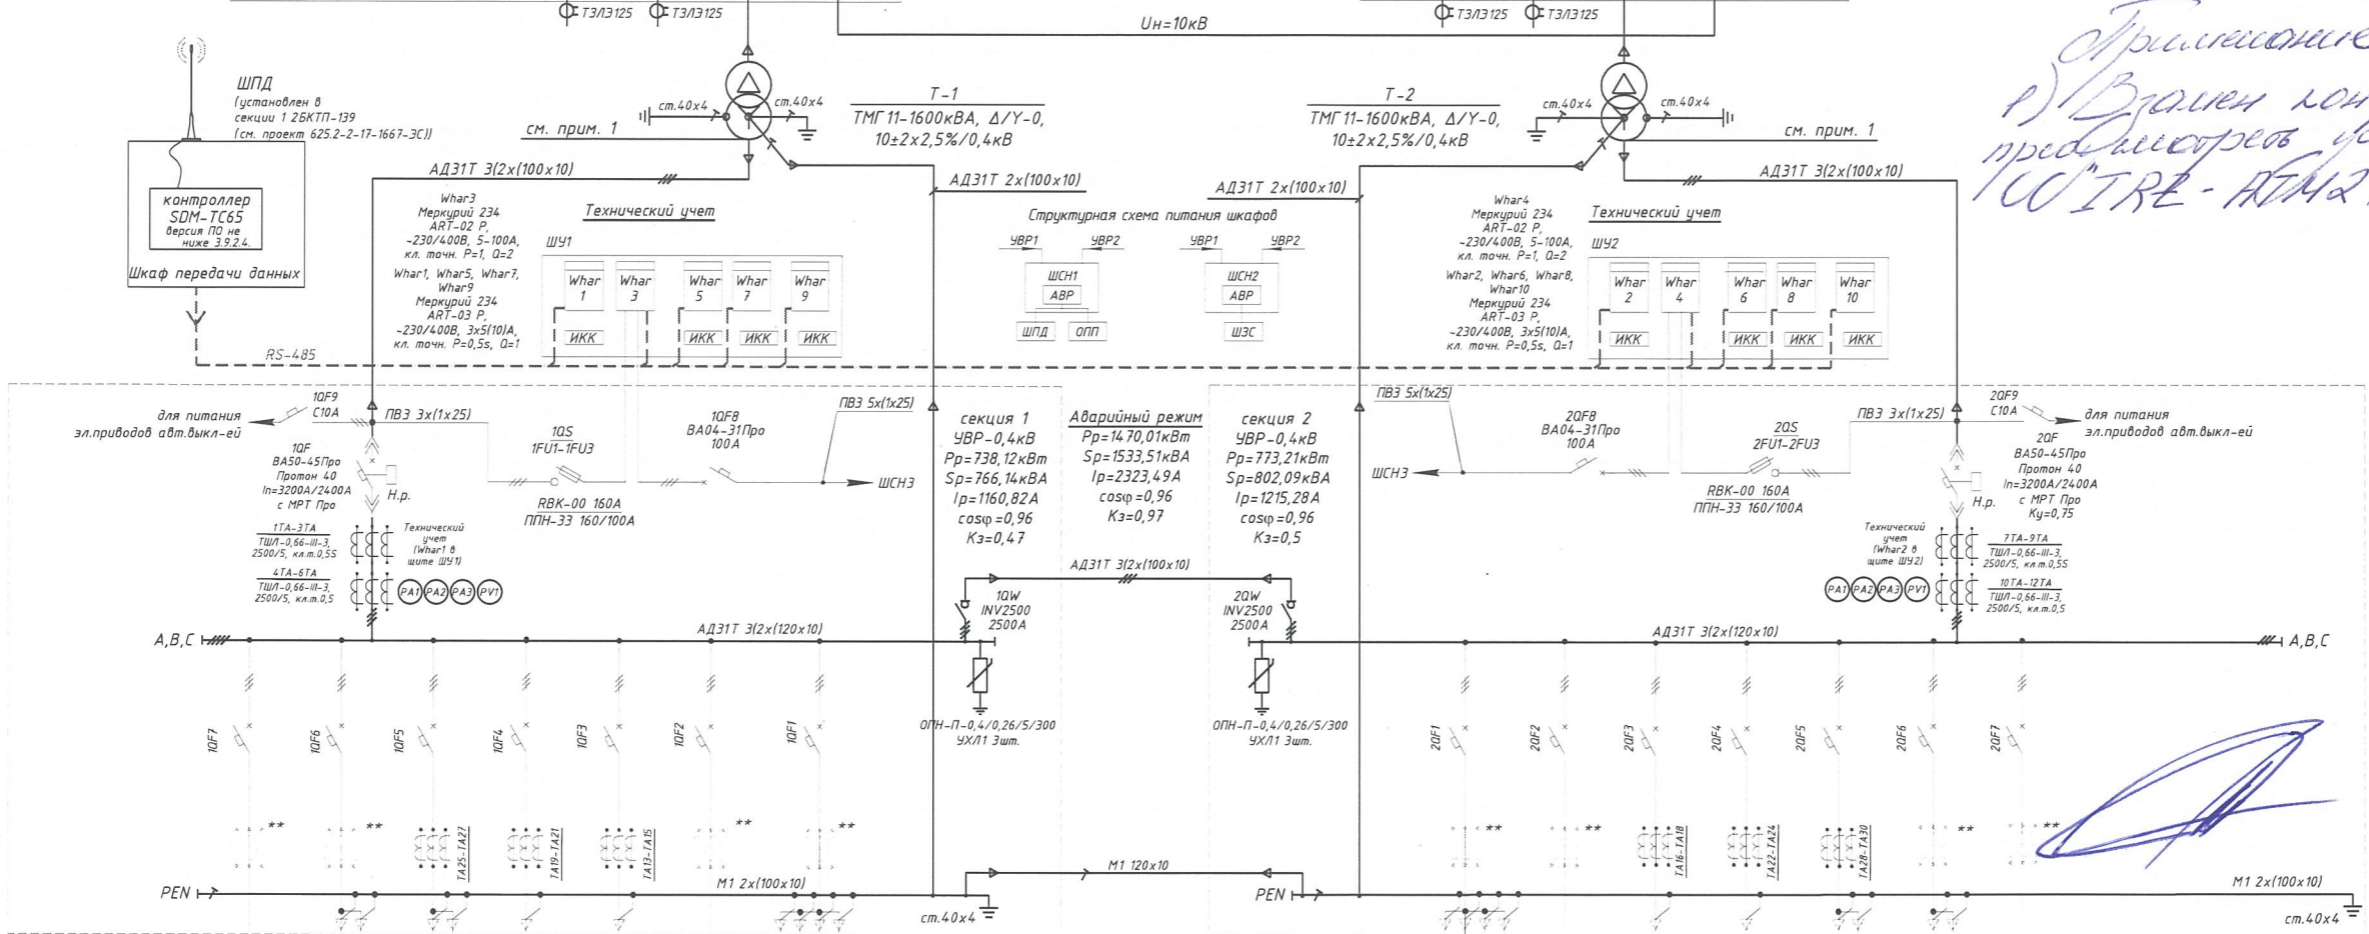 ТЗЛЭ125
ТЗЛЭ125
Uн=10кВ
ТЗЛЭ125
ТЗЛЭ125
ШПД
(установлен в
секции 1 2БКТП-139
(см. проект 625.2-2-17-1667-ЭС))
контроллер
SDM-TC65
версия ПО не
ниже 3.9.2.4.
Шкаф передачи данных
RS-485
ст.40х4
ст.40х4
см. прим. 1
Т-1
ТМГ11-1600кВА, Δ/Y-0,
10±2х2,5%/0,4кВ
Т-2
ТМГ11-1600кВА, Δ/Y-0,
10±2х2,5%/0,4кВ
ст.40х4
ст.40х4
см. прим. 1
Примечание
1) Взамен
W"IRE-ATM2
АД31Т 3(2х(100х10)
АД31Т 2х(100х10)
АД31Т 2х(100х10)
АД31Т 3(2х(100х10)
Whar3
Меркурий 234
ART-02 P,
~230/400В, 5-100А,
кл. точн. P=1, Q=2
Whar1, Whar5, Whar7,
Whar9
Меркурий 234
ART-03 P,
~230/400В, 3х5(10)А,
кл. точн. P=0,5s, Q=1
Технический учет
ШУ1
Whar 1
Whar 3
Whar 5
Whar 7
Whar 9
ИКК
ИКК
ИКК
ИКК
Структурная схема питания шкафов
УВР1
УВР2
УВР1
УВР2
ШСН1
АВР
ШСН2
АВР
ШПД
ОПП
ШЗС
Whar4
Меркурий 234
ART-02 P,
~230/400В, 5-100А,
кл. точн. P=1, Q=2
Whar2, Whar6, Whar8,
Whar10
Меркурий 234
ART-03 P,
~230/400В, 3х5(10)А,
кл. точн. P=0,5s, Q=1
Технический учет
ШУ2
Whar 2
Whar 4
Whar 6
Whar 8
Whar 10
ИКК
ИКК
ИКК
ИКК
для питания
эл.приводов авт.выкл-ей
1QF9
С10А
ПВ3 3х(1х25)
1QF
ВА50-45Про
Протон 40
In=3200А/2400А
с МРТ Про
Н.р.
1QS
1FU1-1FU3
RBK-00 160А
ППН-33 160/100А
1QF8
ВА04-31Про
100А
ПВ3 5х(1х25)
ШСН3
секция 1
УВР-0,4кВ
Рр=738,12кВт
Sp=766,14кВА
Ip=1160,82А
cosφ=0,96
Кз=0,47
Аварийный режим
Рр=1470,01кВт
Sp=1533,51кВА
Ip=2323,49А
cosφ=0,96
Кз=0,97
секция 2
УВР-0,4кВ
Рр=773,21кВт
Sp=802,09кВА
Ip=1215,28А
cosφ=0,96
Кз=0,5
ПВ3 5х(1х25)
ШСН3
2QF8
ВА04-31Про
100А
2QS
2FU1-2FU3
RBK-00 160А
ППН-33 160/100А
ПВ3 3х(1х25)
2QF9
С10А
для питания
эл.приводов авт.выкл-ей
2QF
ВА50-45Про
Протон 40
In=3200А/2400А
с МРТ Про
Ку=0,75
Н.р.
1ТА-3ТА
ТШЛ-0,66-III-3,
2500/5, кл.т.0,5S
Технический
учет
(Whar1 в
щите ШУ1)
4ТА-6ТА
ТШЛ-0,66-III-3,
2500/5, кл.т.0,5
PA1 PA2 PA3 PV1
Технический
учет
(Whar2 в
щите ШУ2)
7ТА-9ТА
ТШЛ-0,66-III-3,
2500/5, кл.т.0,5S
PA1 PA2 PA3 PV1
10ТА-12ТА
ТШЛ-0,66-III-3,
2500/5, кл.т.0,5
АД31Т 3(2х(100х10)
1QW
INV2500
2500А
2QW
INV2500
2500А
A,B,C
АД31Т 3(2х(120х10)
АД31Т 3(2х(120х10)
A,B,C
ОПН-П-0,4/0,26/5/300
УХЛ1 3шт.
ОПН-П-0,4/0,26/5/300
УХЛ1 3шт.
1QF7
1QF6
1QF5
1QF4
1QF3
1QF2
1QF1
2QF1
2QF2
2QF3
2QF4
2QF5
2QF6
2QF7
**
**
ТА25-ТА27
ТА19-ТА21
ТА13-ТА15
**
**
**
**
ТА16-ТА18
ТА22-ТА24
ТА28-ТА30
**
**
PEN
М1 2х(100х10)
ст.40х4
М1 120х10
PEN
М1 2х(100х10)
ст.40х4